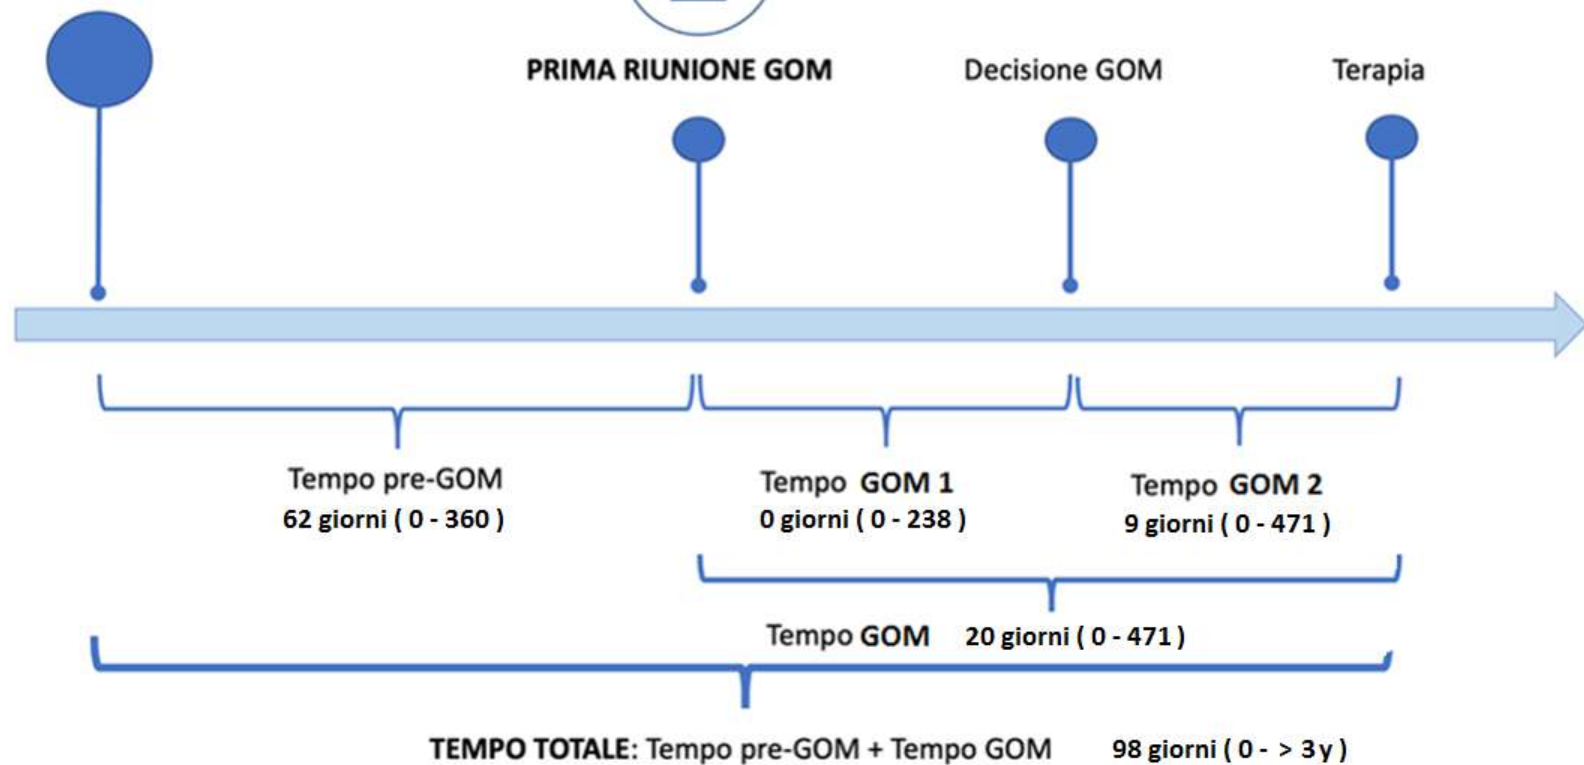 PRIMA RIUNIONE GOM
Decisione GOM
Terapia
Tempo pre-GOM
62 giorni ( 0 - 360 )
Tempo GOM 1
0 giorni ( 0 - 238 )
Tempo GOM 2
9 giorni ( 0 - 471 )
Tempo GOM 20 giorni ( 0 - 471 )
TEMPO TOTALE: Tempo pre-GOM + Tempo GOM 98 giorni ( 0 - > 3 y )